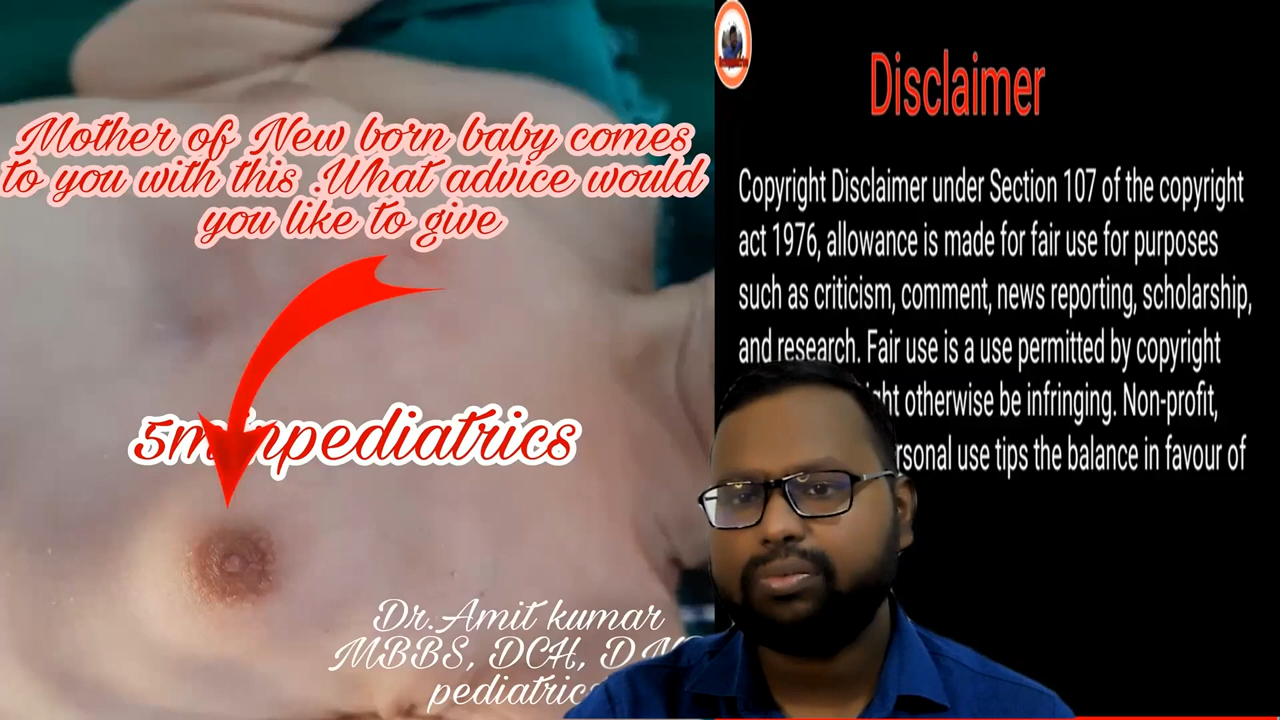 Mother of New born baby comes
to you with this .What advice would
you like to give
5minpediatrics
Dr.Amit kumar
MBBS, DCH,
pediatrics
Disclaimer
Copyright Disclaimer under Section 107 of the copyright
act 1976, allowance is made for fair use for purposes
such as criticism, comment, news reporting, scholarship,
and research. Fair use is a use permitted by copyright
otherwise be infringing. Non-profit,
use tips the balance in favour of